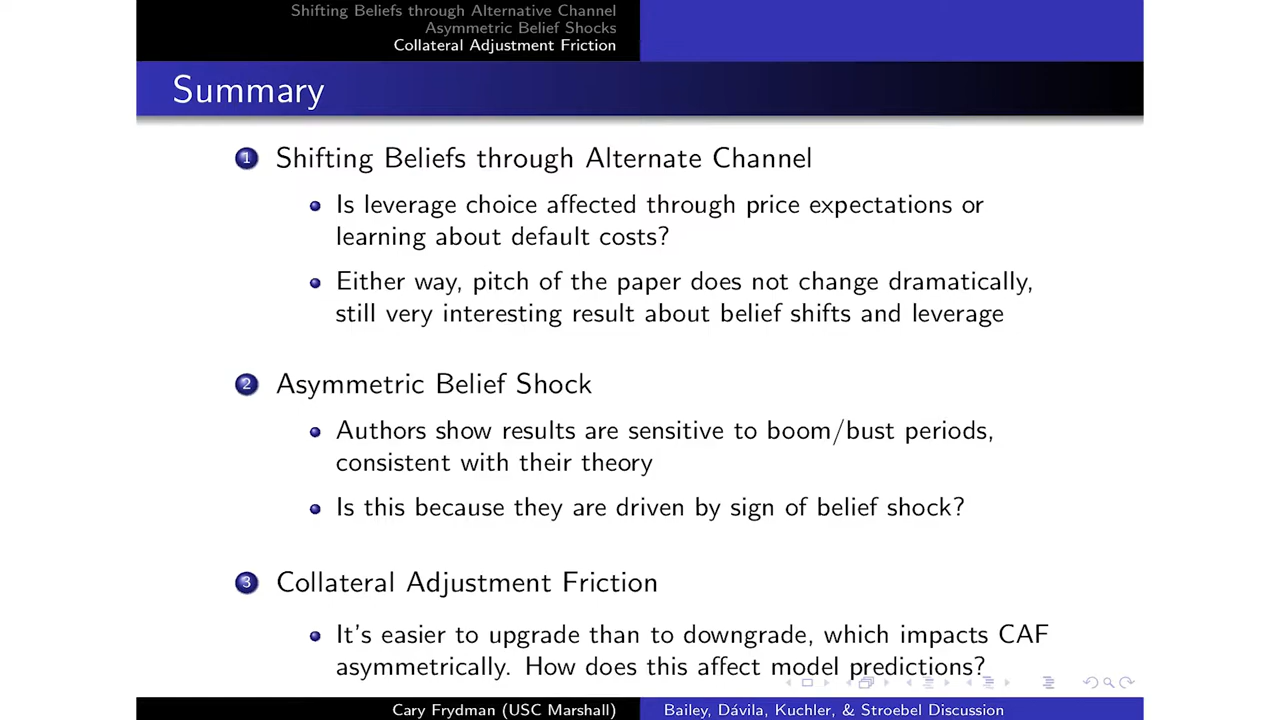 Shifting Beliefs through Alternative Channel
Asymmetric Belief Shocks
Collateral Adjustment Friction
Summary
1 Shifting Beliefs through Alternate Channel
Is leverage choice affected through price expectations or
learning about default costs?
Either way, pitch of the paper does not change dramatically,
still very interesting result about belief shifts and leverage
2 Asymmetric Belief Shock
Authors show results are sensitive to boom/bust periods,
consistent with their theory
Is this because they are driven by sign of belief shock?
3 Collateral Adjustment Friction
It's easier to upgrade than to downgrade, which impacts CAF
asymmetrically. How does this affect model predictions?
Cary Frydman (USC Marshall)
Bailey, Dávila, Kuchler, & Stroebel Discussion